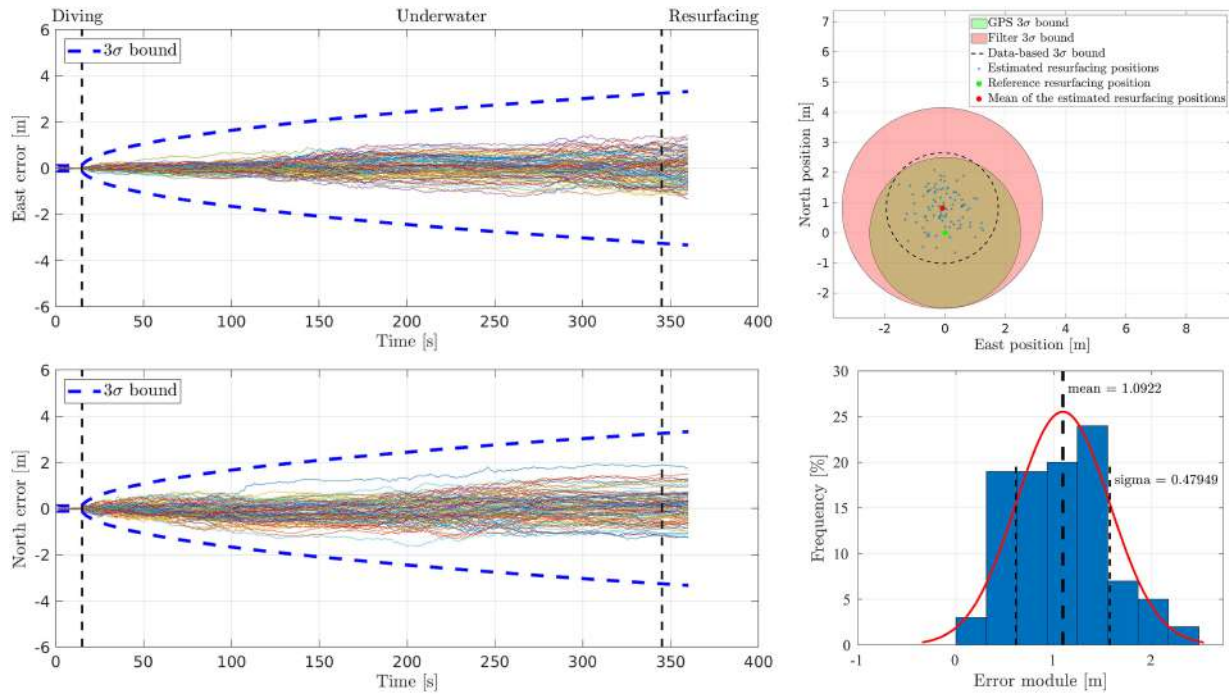 Diving
Underwater
Resurfacing
6
4
2
0
-2
-4
-6
East error [m]
3σ bound
0
50
100
150
200
250
300
350
400
Time [s]
7
6
5
4
3
2
1
0
-1
-2
North position [m]
GPS 3σ bound
Filter 3σ bound
Data-based 3σ bound
Estimated resurfacing positions
Reference resurfacing position
Mean of the estimated resurfacing positions
-2
0
2
4
6
8
East position [m]
6
4
2
0
-2
-4
-6
North error [m]
3σ bound
0
50
100
150
200
250
300
350
400
Time [s]
30
25
20
15
10
5
0
Frequency [%]
mean = 1.0922
sigma = 0.47949
-1
0
1
2
Error module [m]